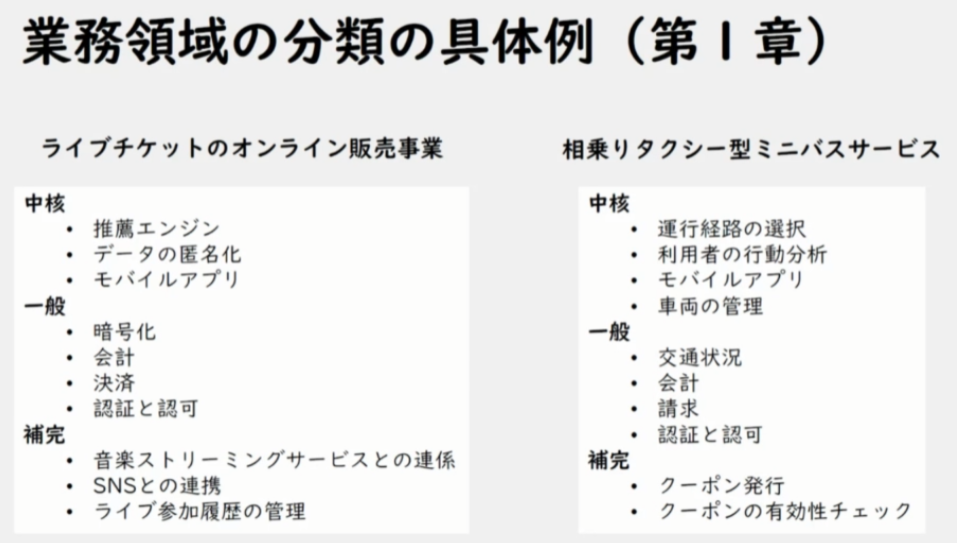 業務領域の分類の具体例（第1章）
ライブチケットのオンライン販売事業
中核
• 推薦エンジン
• データの匿名化
• モバイルアプリ
一般
• 暗号化
• 会計
• 決済
• 認証と認可
補完
• 音楽ストリーミングサービスとの連係
• SNSとの連携
• ライブ参加履歴の管理
相乗りタクシー型ミニバスサービス
中核
• 運行経路の選択
• 利用者の行動分析
• モバイルアプリ
• 車両の管理
一般
• 交通状況
• 会計
• 請求
• 認証と認可
補完
• クーポン発行
• クーポンの有効性チェック